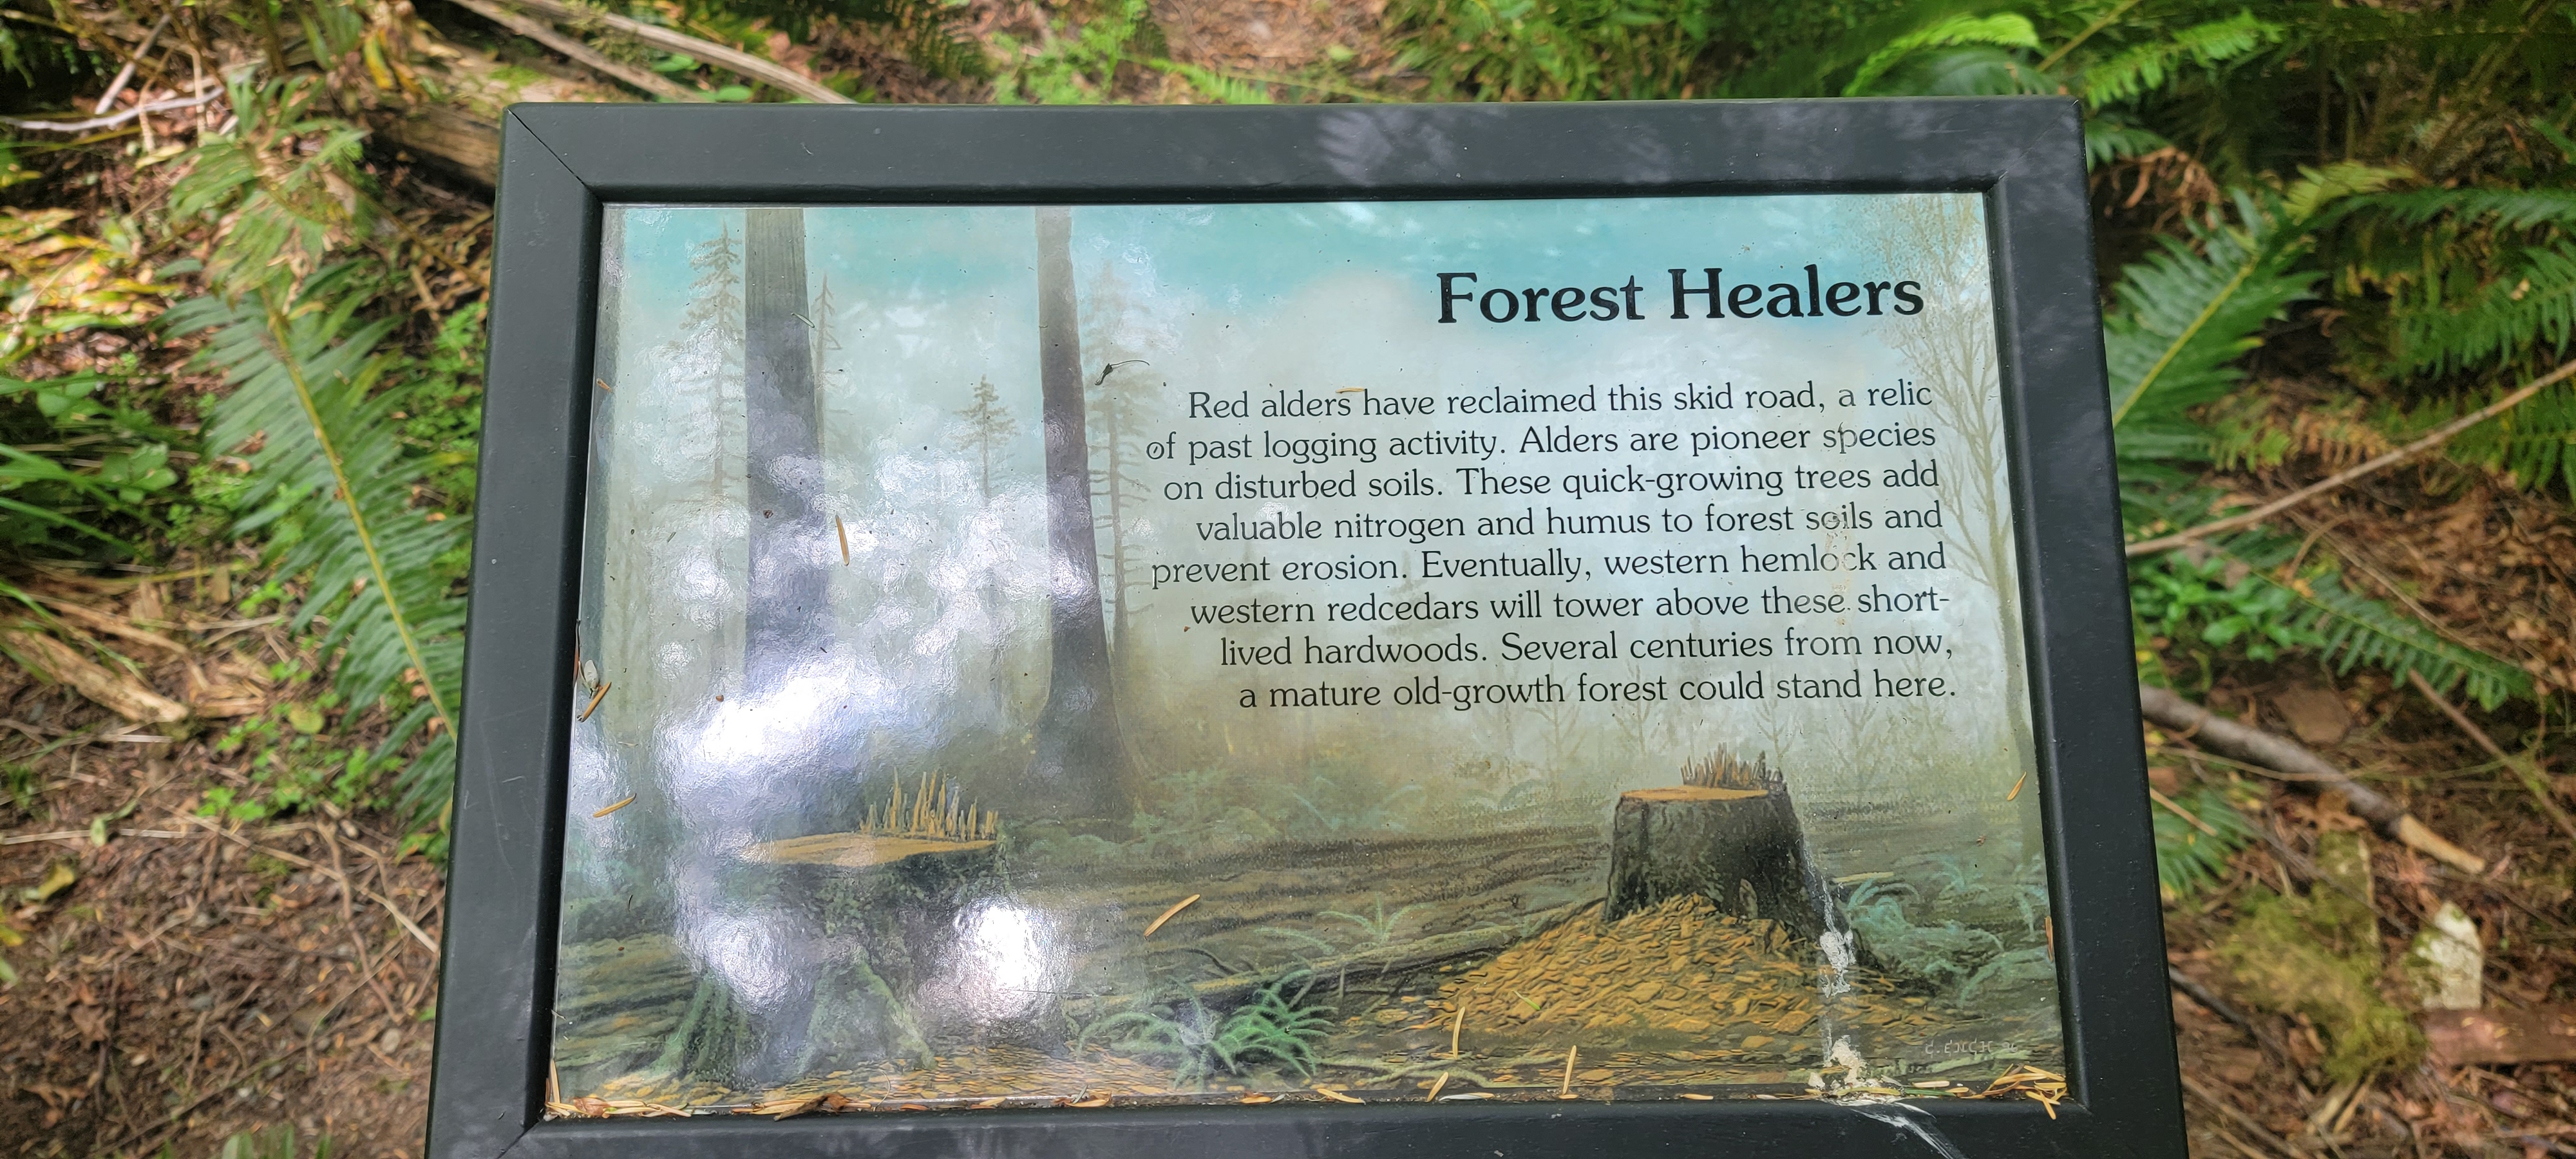 Forest Healers
Red alders have reclaimed this skid road, a relic
of past logging activity. Alders are pioneer species
on disturbed soils. These quick-growing trees add
valuable nitrogen and humus to forest soils and
prevent erosion. Eventually, western hemlock and
western redcedars will tower above these short-
lived hardwoods. Several centuries from now,
a mature old-growth forest could stand here.